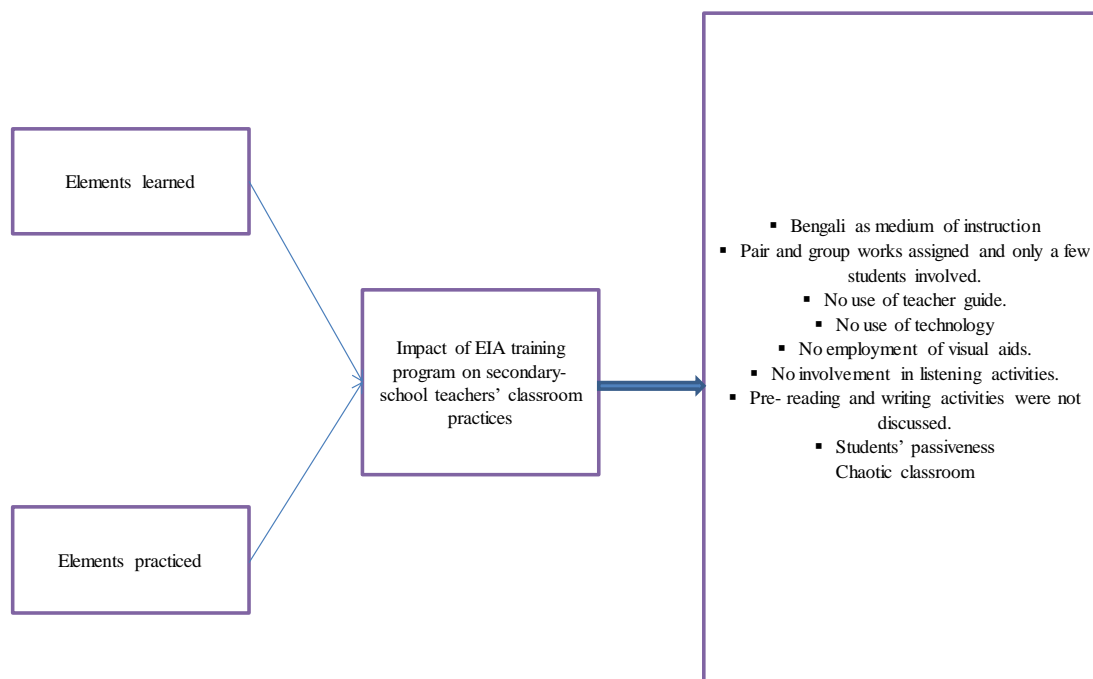 Elements learned
Elements practiced
Impact of EIA training
program on secondary-
school teachers’ classroom
practices
▪ Bengali as medium of instruction
▪ Pair and group works assigned and only a few
students involved.
▪ No use of teacher guide.
▪ No use of technology
▪ No employment of visual aids.
▪ No involvement in listening activities.
▪ Pre- reading and writing activities were not
discussed.
▪ Students’ passiveness
Chaotic classroom